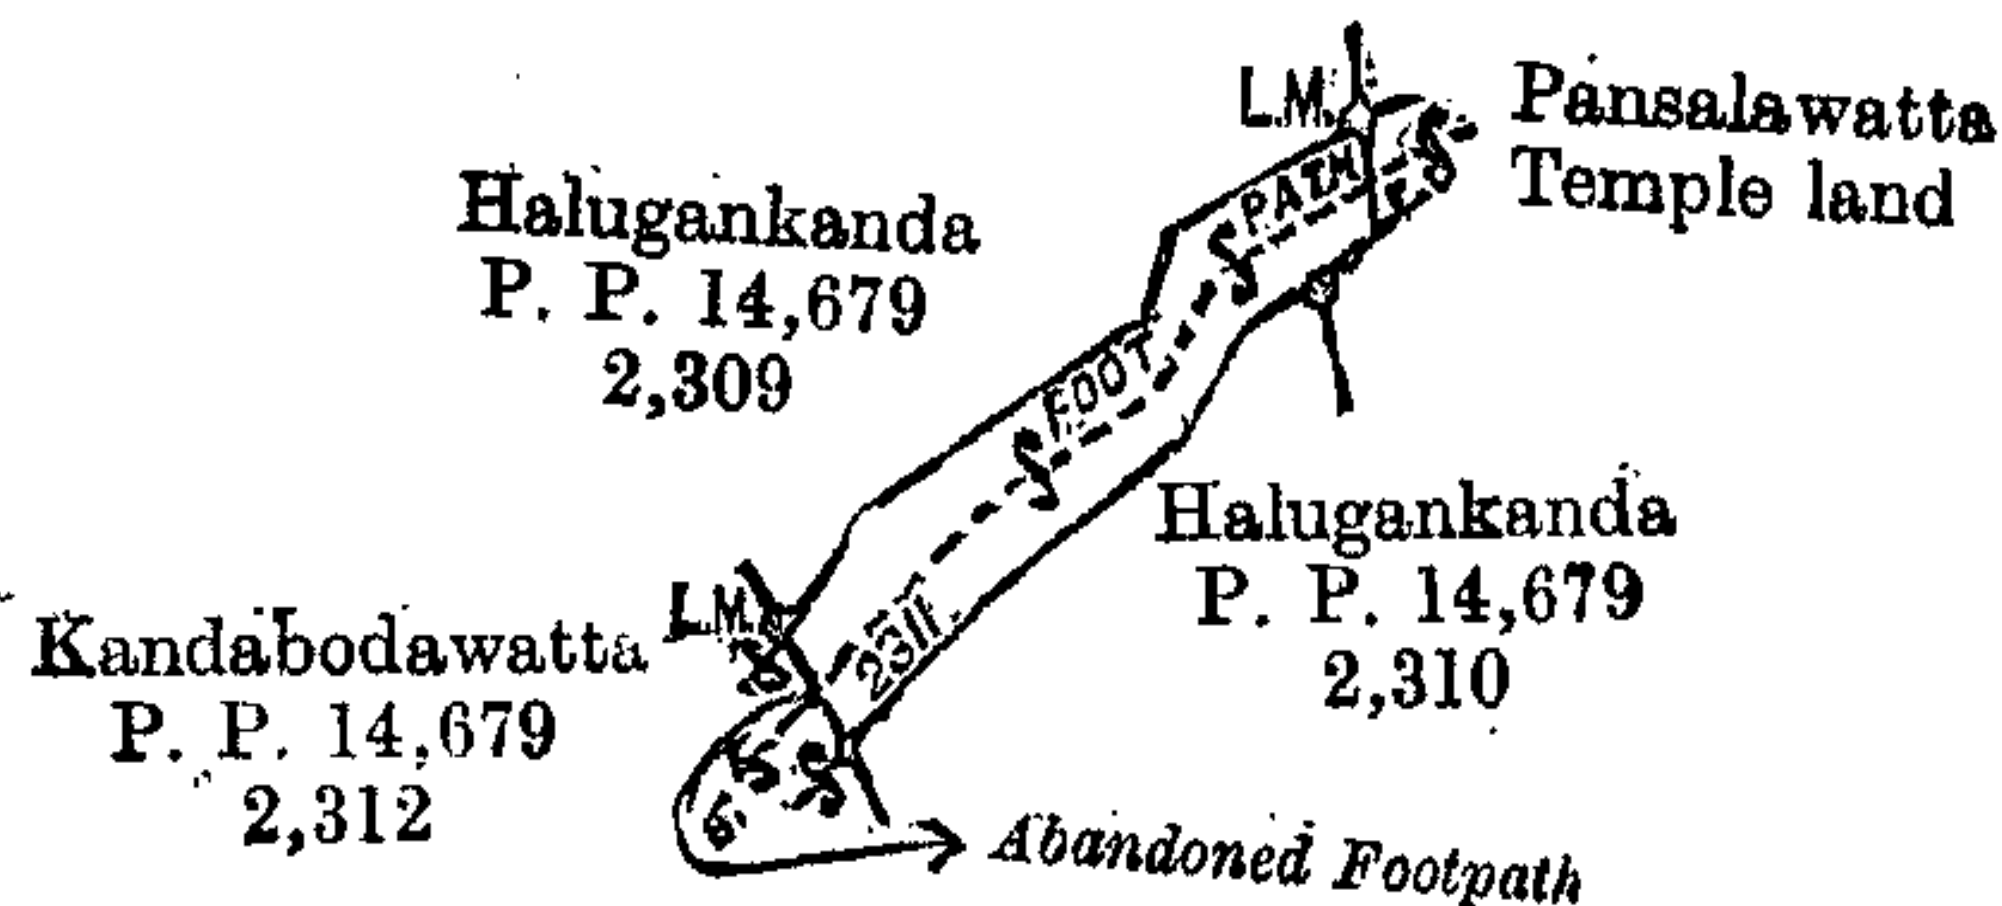 L.M.
Pansalawatta
Temple land
Halugankanda
P. P. 14,679
2,309
FOOT PATH
Halugankanda
P. P. 14,679
2,310
L.M.
2311.
Kandabodawatta
P. P. 14,679
2,312
Abandoned Footpath